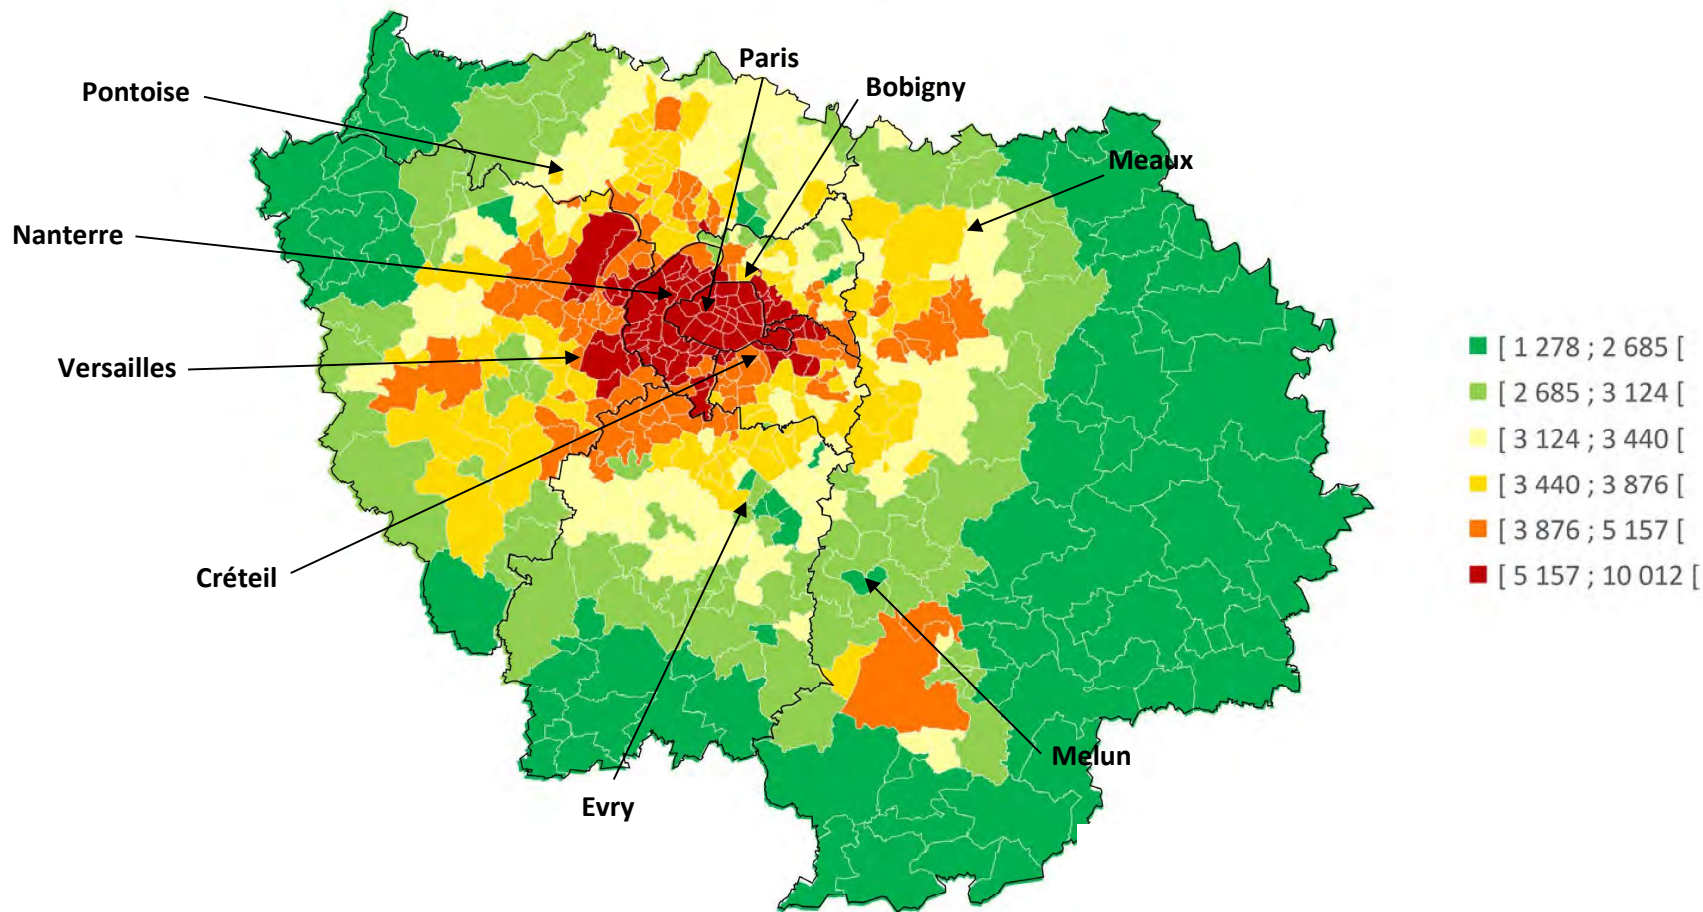 Paris
Pontoise
Bobigny
Meaux
Nanterre
Versailles
Créteil
Melun
Evry
[ 1 278 ; 2 685 [
[ 2 685 ; 3 124 [
[ 3 124 ; 3 440 [
[ 3 440 ; 3 876 [
[ 3 876 ; 5 157 [
[ 5 157 ; 10 012 [